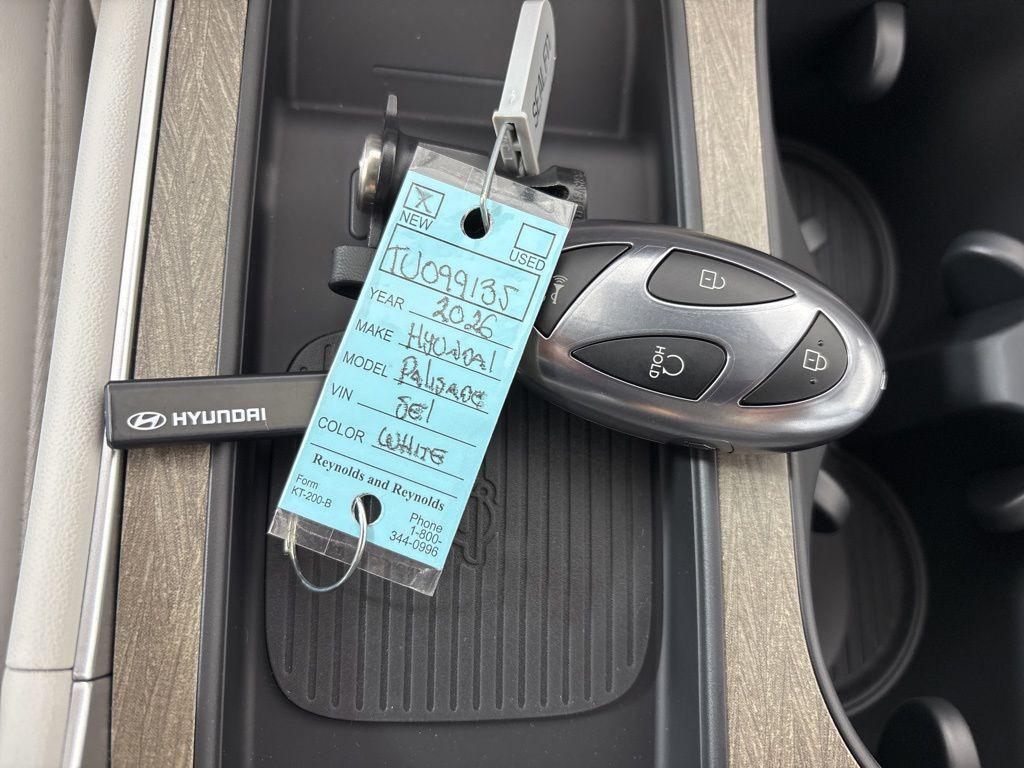 SEALEY
X
NEW
USED
TU099135
YEAR 2026
MAKE HYUNDAI
MODEL PALISADE
VIN SEL
COLOR WHITE
Reynolds and Reynolds
Form
KT-200-B
Phone
1-800-
344-0996
HYUNDAI
HOLD